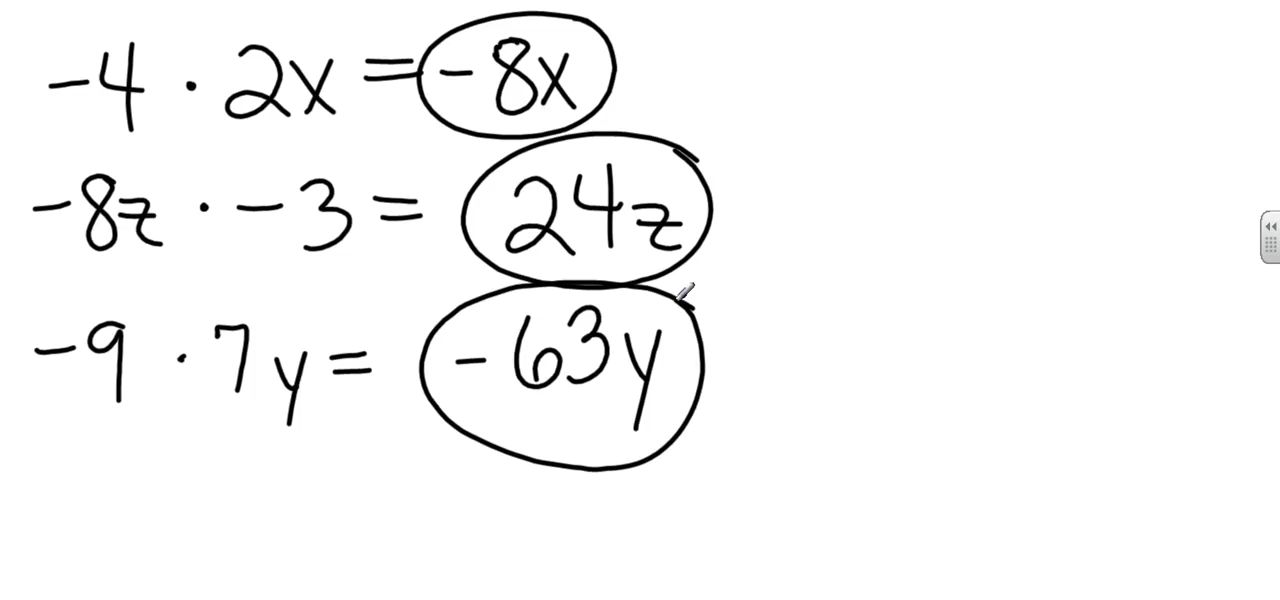 -4 · 2x = -8x
-8z · -3 = 24z
-9 · 7y = -63y